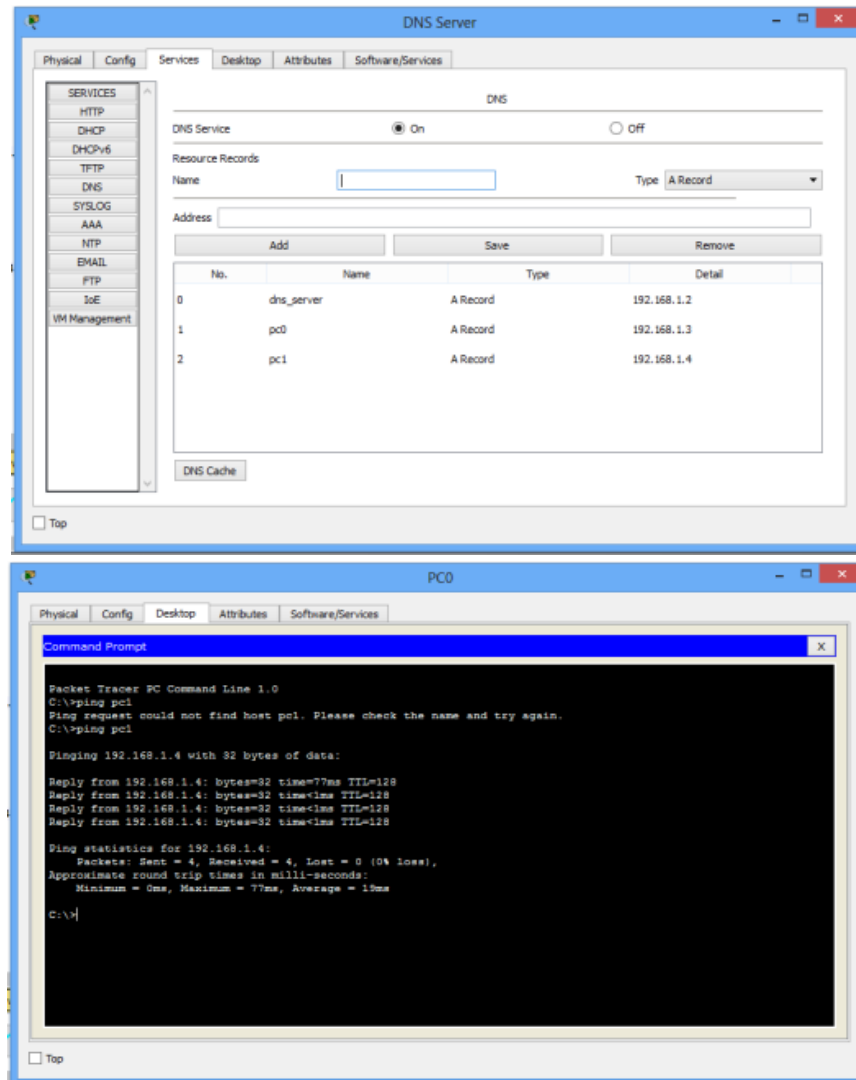 DNS Server
Physical Config Services Desktop Attributes Software/Services
SERVICES
HTTP
DHCP
DHCPv6
TFTP
DNS
SYSLOG
AAA
NTP
EMAIL
FTP
IoE
VM Management
DNS
DNS Service On Off
Resource Records
Name Type A Record
Address
Add Save Remove
No. Name Type Detail
0 dns_server A Record 192.168.1.2
1 pc0 A Record 192.168.1.3
2 pc1 A Record 192.168.1.4
DNS Cache
Top
PC0
Physical Config Desktop Attributes Software/Services
Command Prompt X
Packet Tracer PC Command Line 1.0
C:\>ping pc1
Ping request could not find host pc1. Please check the name and try again.
C:\>ping pc1
Pinging 192.168.1.4 with 32 bytes of data:
Reply from 192.168.1.4: bytes=32 time=77ms TTL=128
Reply from 192.168.1.4: bytes=32 time<1ms TTL=128
Reply from 192.168.1.4: bytes=32 time<1ms TTL=128
Reply from 192.168.1.4: bytes=32 time<1ms TTL=128
Ping statistics for 192.168.1.4:
Packets: Sent = 4, Received = 4, Lost = 0 (0% loss),
Approximate round trip times in milli-seconds:
Minimum = 0ms, Maximum = 77ms, Average = 19ms
C:\>
Top